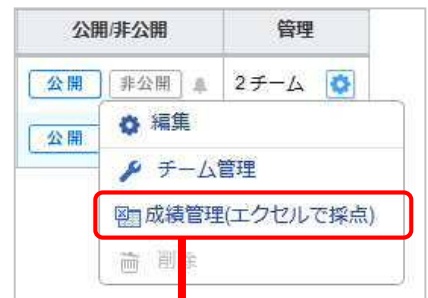 公開/非公開 管理
公開 非公開 2チーム
公開
編集
チーム管理
成績管理(エクセルで採点)
削除